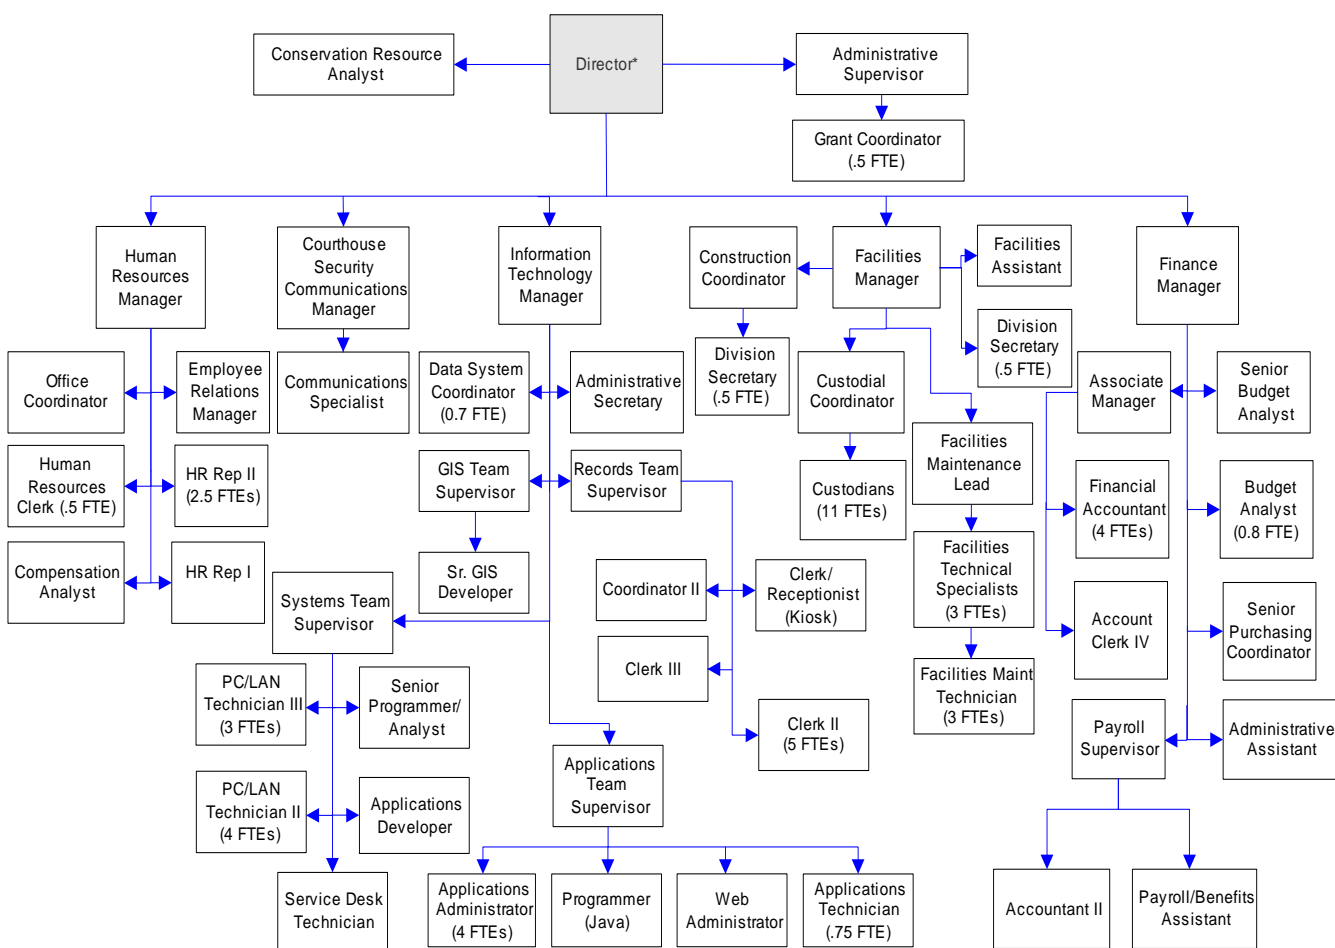 Conservation Resource
Analyst
Director*
Administrative
Supervisor
Grant Coordinator
(.5 FTE)
Human
Resources
Manager
Courthouse
Security
Communications
Manager
Information
Technology
Manager
Construction
Coordinator
Facilities
Manager
Facilities
Assistant
Finance
Manager
Division
Secretary
(.5 FTE)
Office
Coordinator
Employee
Relations
Manager
Communications
Specialist
Data System
Coordinator
(0.7 FTE)
Administrative
Secretary
Division
Secretary
(.5 FTE)
Custodial
Coordinator
Associate
Manager
Senior
Budget
Analyst
Human
Resources
Clerk (.5 FTE)
HR Rep II
(2.5 FTEs)
GIS Team
Supervisor
Records Team
Supervisor
Custodians
(11 FTEs)
Facilities
Maintenance
Lead
Financial
Accountant
(4 FTEs)
Budget
Analyst
(0.8 FTE)
Compensation
Analyst
HR Rep I
Sr. GIS
Developer
Coordinator II
Clerk/
Receptionist
(Kiosk)
Facilities
Technical
Specialists
(3 FTEs)
Systems Team
Supervisor
Account
Clerk IV
Senior
Purchasing
Coordinator
Clerk III
Facilities Maint
Technician
(3 FTEs)
PC/LAN
Technician III
(3 FTEs)
Senior
Programmer/
Analyst
Clerk II
(5 FTEs)
Payroll
Supervisor
Administrative
Assistant
Applications
Team
Supervisor
PC/LAN
Technician II
(4 FTEs)
Applications
Developer
Service Desk
Technician
Applications
Administrator
(4 FTEs)
Programmer
(Java)
Web
Administrator
Applications
Technician
(.75 FTE)
Accountant II
Payroll/Benefits
Assistant